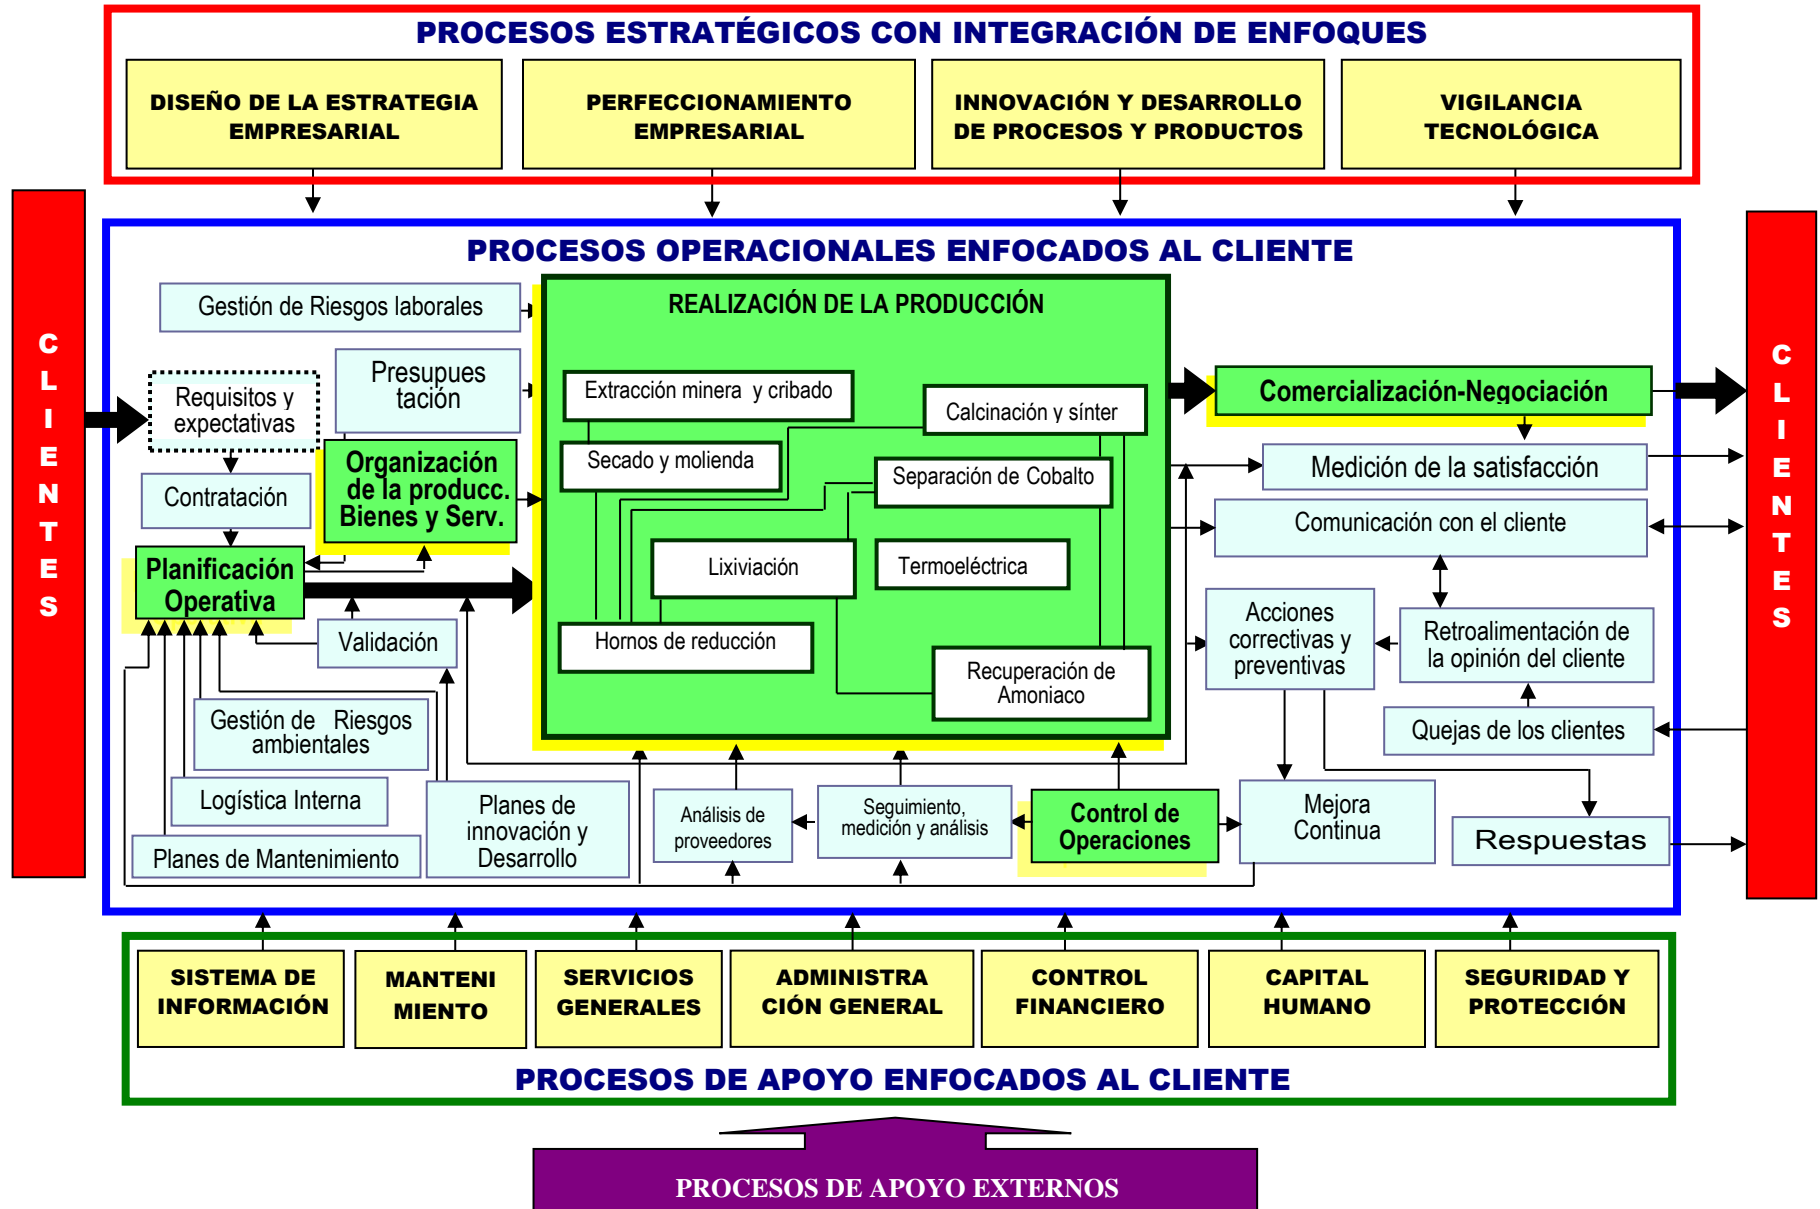 PROCESOS ESTRATÉGICOS CON INTEGRACIÓN DE ENFOQUES
DISEÑO DE LA ESTRATEGIA
EMPRESARIAL
PERFECCIONAMIENTO
EMPRESARIAL
INNOVACIÓN Y DESARROLLO
DE PROCESOS Y PRODUCTOS
VIGILANCIA
TECNOLÓGICA
CLIENTES
PROCESOS OPERACIONALES ENFOCADOS AL CLIENTE
Gestión de Riesgos laborales
Presupues
tación
Requisitos y
expectativas
Organización
de la producc.
Bienes y Serv.
Contratación
Planificación
Operativa
Validación
Gestión de Riesgos
ambientales
Logística Interna
Planes de Mantenimiento
Planes de
innovación y
Desarrollo
REALIZACIÓN DE LA PRODUCCIÓN
Extracción minera y cribado
Calcinación y sínter
Secado y molienda
Separación de Cobalto
Lixiviación
Termoeléctrica
Hornos de reducción
Recuperación de
Amoniaco
Análisis de
proveedores
Seguimiento,
medición y análisis
Control de
Operaciones
Comercialización-Negociación
Medición de la satisfacción
Comunicación con el cliente
Acciones
correctivas y
preventivas
Retroalimentación de
la opinión del cliente
Quejas de los clientes
Mejora
Continua
Respuestas
CLIENTES
SISTEMA DE
INFORMACIÓN
MANTENI
MIENTO
SERVICIOS
GENERALES
ADMINISTRA
CIÓN GENERAL
CONTROL
FINANCIERO
CAPITAL
HUMANO
SEGURIDAD Y
PROTECCIÓN
PROCESOS DE APOYO ENFOCADOS AL CLIENTE
PROCESOS DE APOYO EXTERNOS